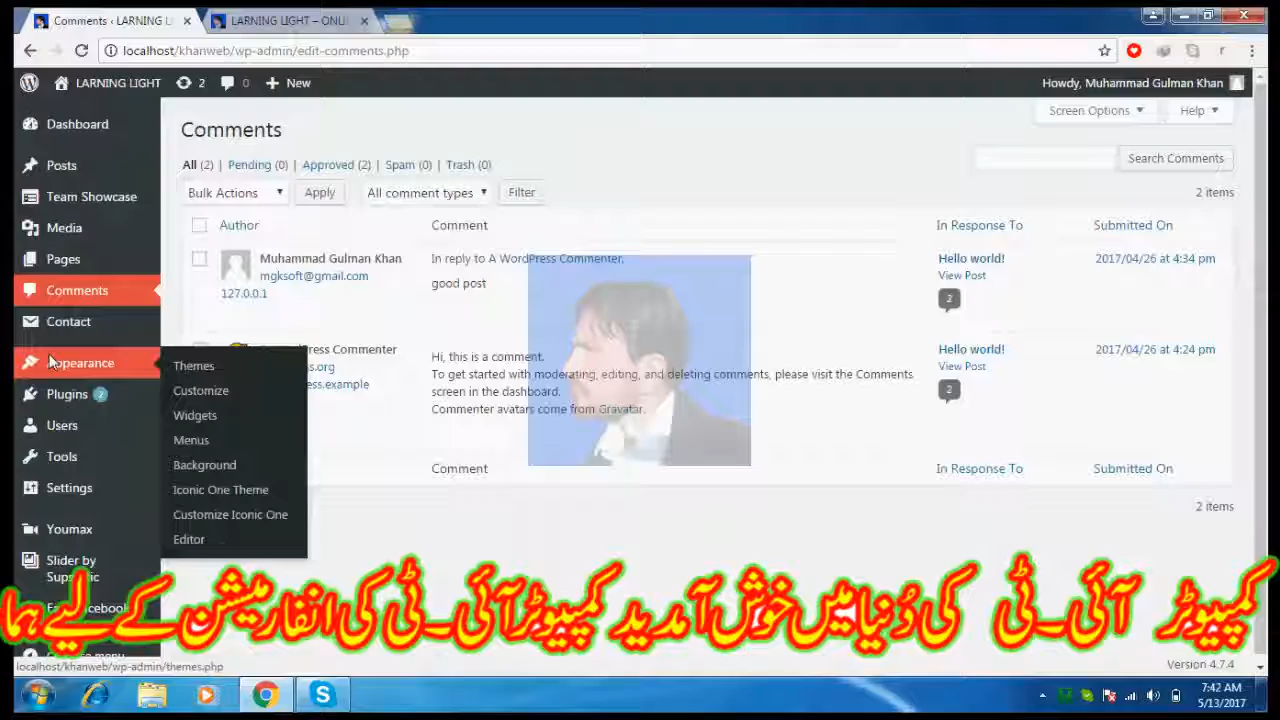 Comments ‹ LARNING L
LARNING LIGHT – ONLI
localhost/khanweb/wp-admin/edit-comments.php
LARNING LIGHT
2
0
New
Howdy, Muhammad Gulman Khan
Screen Options
Help
Dashboard
Posts
Team Showcase
Media
Pages
Comments
Contact
Appearance
Plugins 2
Users
Tools
Settings
Youmax
Slider by
Themes
Customize
Widgets
Menus
Background
Iconic One Theme
Customize Iconic One
Editor
Comments
All (2) | Pending (0) | Approved (2) | Spam (0) | Trash (0)
Search Comments
Bulk Actions
Apply
All comment types
Filter
2 items
Author
Comment
In Response To
Submitted On
Muhammad Gulman Khan
mgksoft@gmail.com
127.0.0.1
In reply to A WordPress Commenter.
good post
Hello world!
View Post
2
2017/04/26 at 4:34 pm
Press Commenter
s.org
ess.example
Hi, this is a comment.
To get started with moderating, editing, and deleting comments, please visit the Comments
screen in the dashboard.
Commenter avatars come from Gravatar.
Hello world!
View Post
2
2017/04/26 at 4:24 pm
Comment
In Response To
Submitted On
2 items
کمپیوٹر آئی۔ٹی کی دُنیا میں خوش آمدید کمپیوٹر آئی۔ٹی کی انفارمیشن کے لیے ہما
localhost/khanweb/wp-admin/themes.php
Version 4.7.4
7:42 AM
5/13/2017